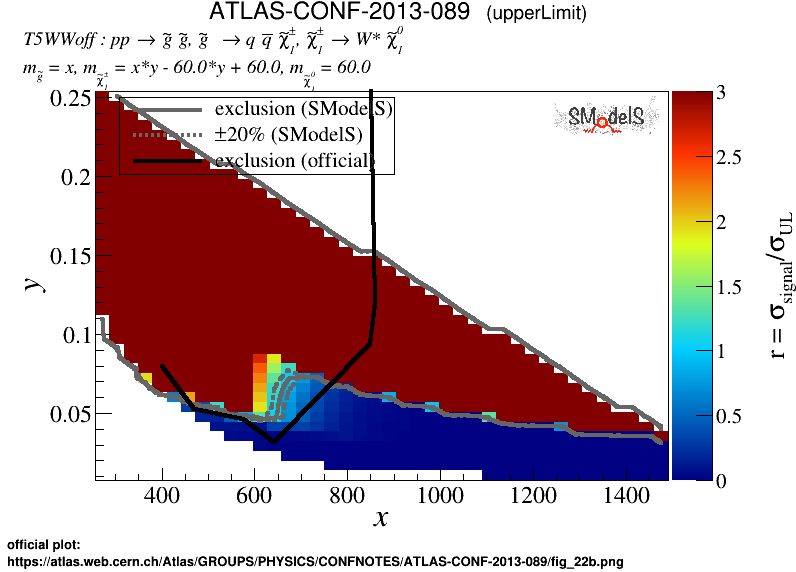 ATLAS-CONF-2013-089 (upperLimit)
T5WWoff : pp → g̃ g̃, g̃ → q q̅ χ̃₁±, χ̃₁± → W* χ̃₁⁰
m_g̃ = x, m_χ̃₁± = x*y - 60.0*y + 60.0, m_χ̃₁⁰ = 60.0
exclusion (SModelS)
±20% (SModelS)
exclusion (official)
SModelS
0.25
0.2
0.15
0.1
0.05
y
400 600 800 1000 1200 1400
x
3
2.5
2
1.5
1
0.5
0
r = σ_signal/σ_UL
official plot:
https://atlas.web.cern.ch/Atlas/GROUPS/PHYSICS/CONFNOTES/ATLAS-CONF-2013-089/fig_22b.png